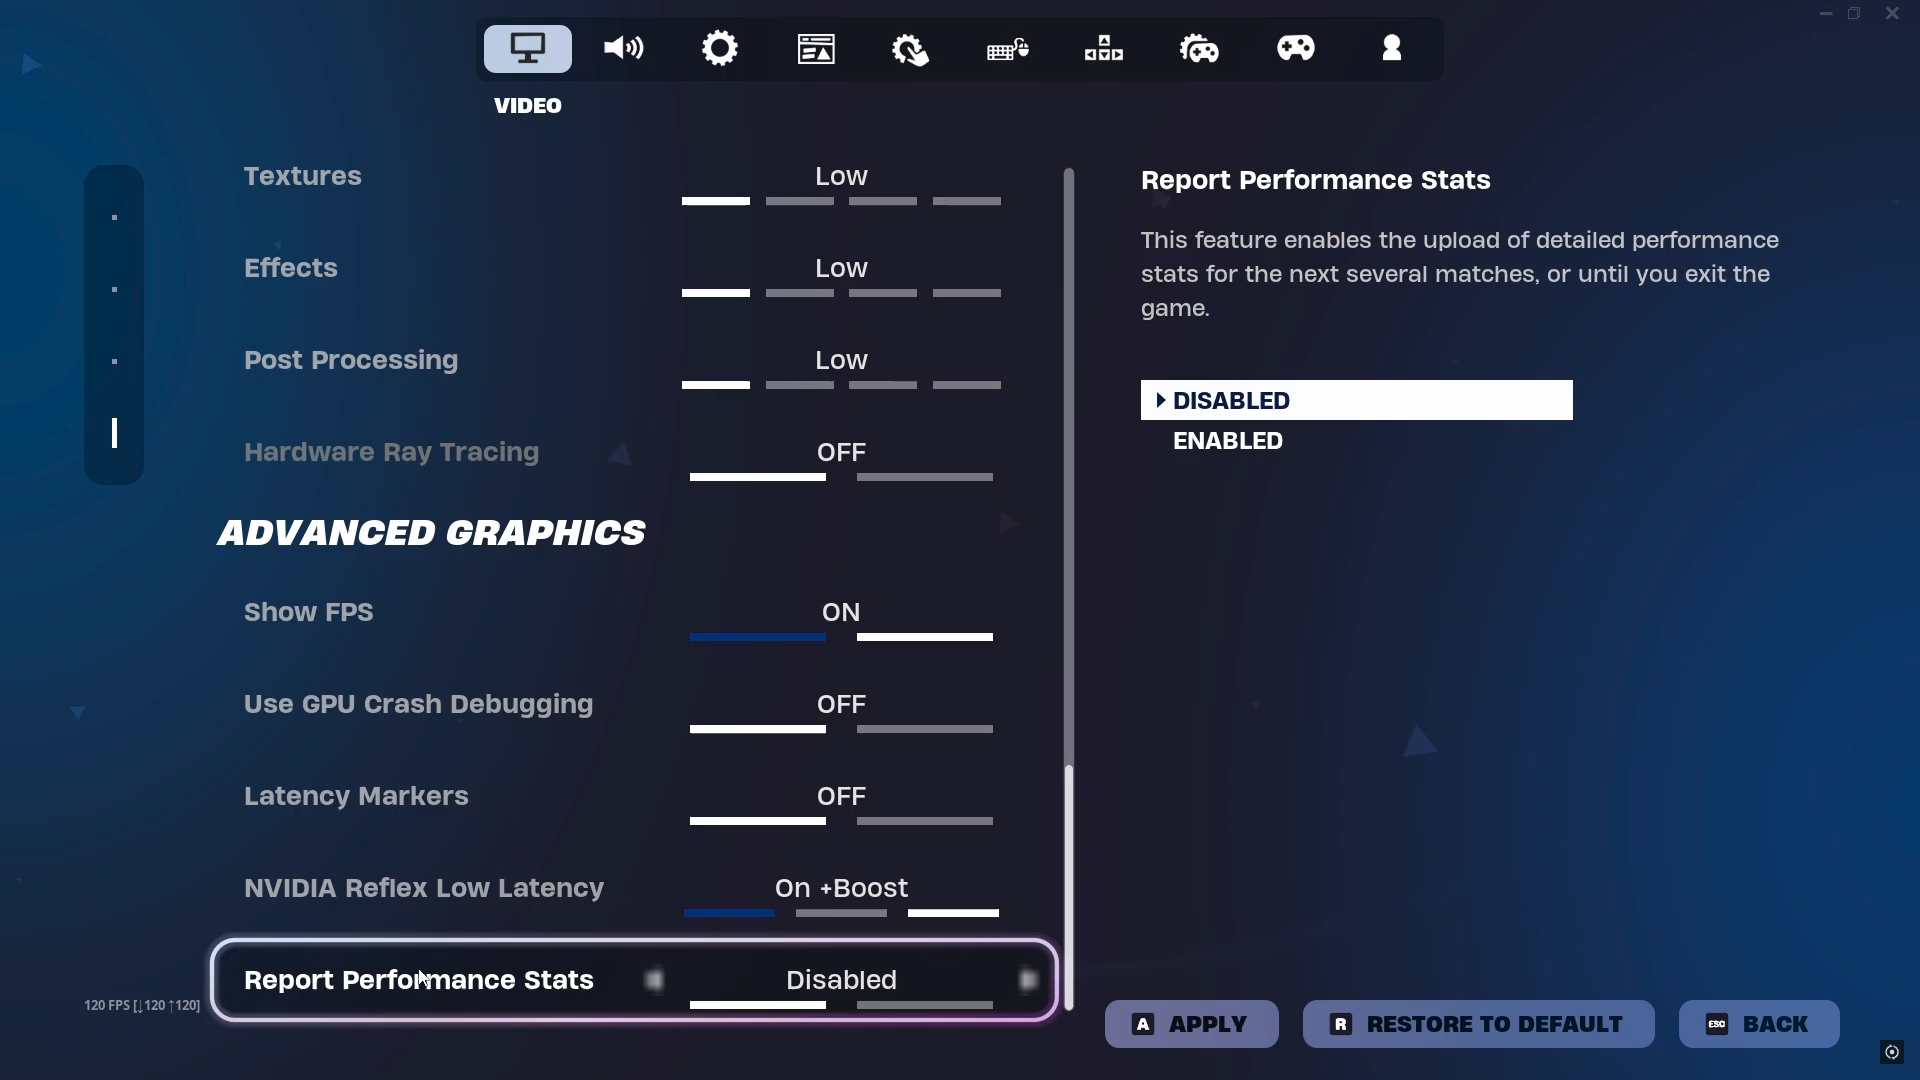 VIDEO
Textures Low
Effects Low
Post Processing Low
Hardware Ray Tracing OFF
ADVANCED GRAPHICS
Show FPS ON
Use GPU Crash Debugging OFF
Latency Markers OFF
NVIDIA Reflex Low Latency On +Boost
Report Performance Stats Disabled
120 FPS [↓120 ↑120]
Report Performance Stats
This feature enables the upload of detailed performance
stats for the next several matches, or until you exit the
game.
DISABLED
ENABLED
A APPLY
R RESTORE TO DEFAULT
ESC BACK